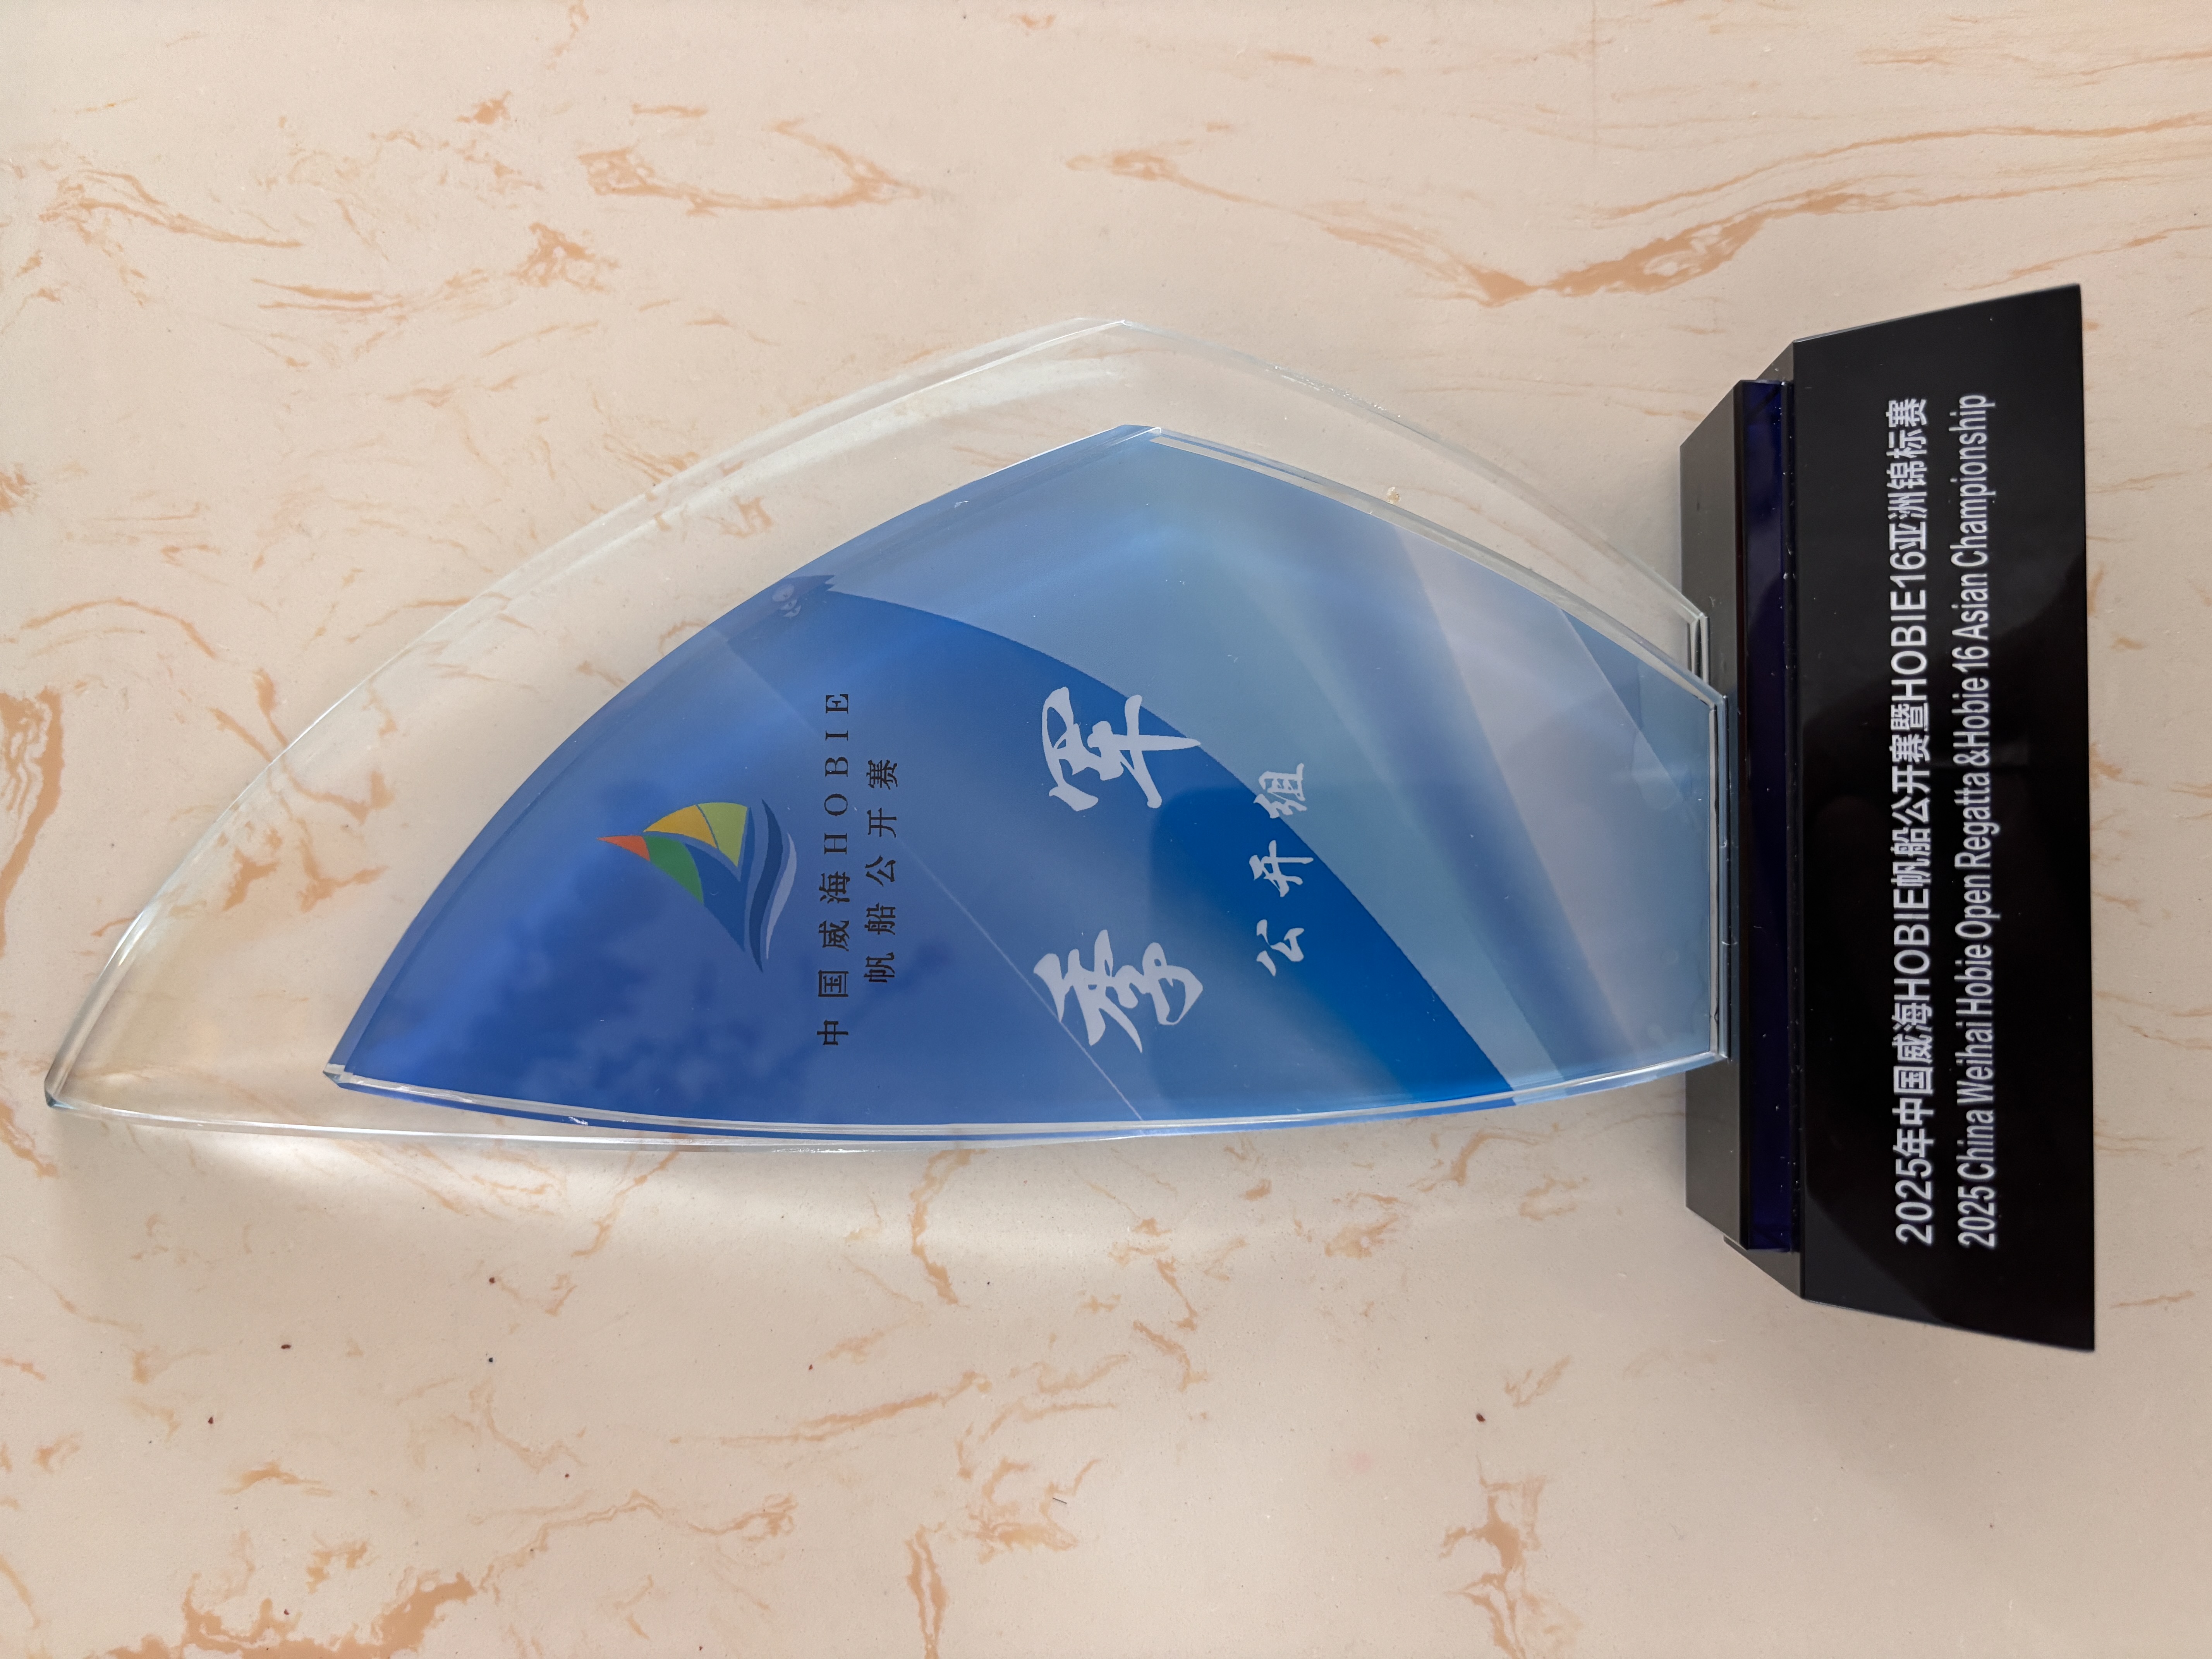 中国威海HOBIE
帆船公开赛
季军
公开组
2025年中国威海HOBIE帆船公开赛暨HOBIE16亚洲锦标赛
2025 China Weihai Hobie Open Regatta &Hobie 16 Asian Championship